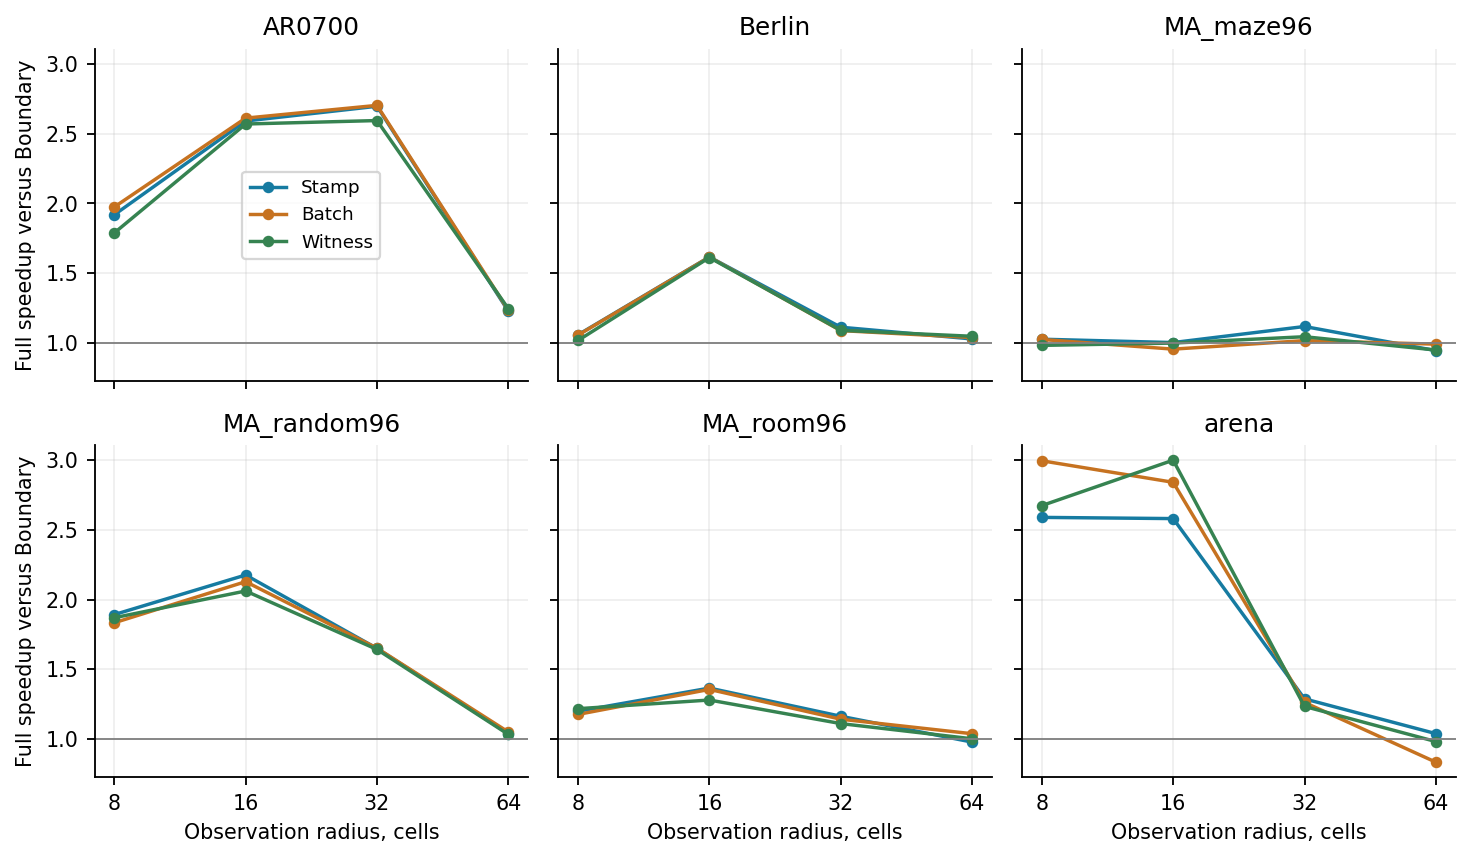 AR0700
Berlin
MA_maze96
Full speedup versus Boundary
3.0
2.5
2.0
1.5
1.0
Stamp
Batch
Witness
MA_random96
MA_room96
arena
Full speedup versus Boundary
3.0
2.5
2.0
1.5
1.0
8 16 32 64
8 16 32 64
8 16 32 64
Observation radius, cells
Observation radius, cells
Observation radius, cells